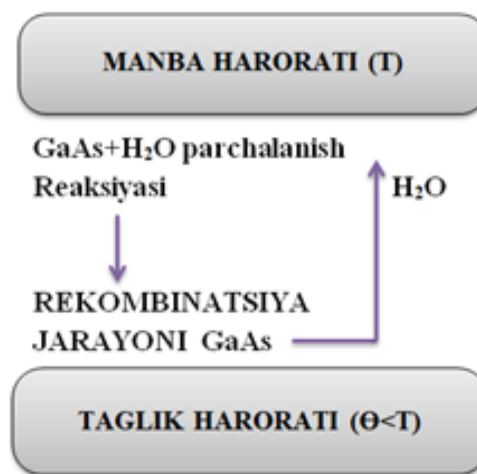 MANBA HARORATI (T)
GaAs+H₂O parchalanish
Reaksiyasi
H₂O
REKOMBINATSIYA
JARAYONI GaAs
TAGLIK HARORATI (Ө<T)